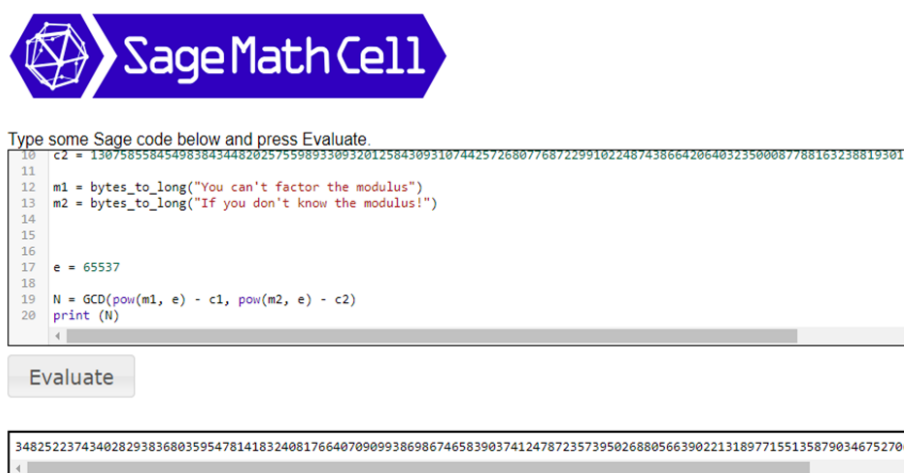 SageMathCell
Type some Sage code below and press Evaluate.
10 c2 = 13075855845498384344820257559893309320125843093107442572680776872299102248743866420640323500087788163238819301
11
12 m1 = bytes_to_long("You can't factor the modulus")
13 m2 = bytes_to_long("If you don't know the modulus!")
14
15
16
17 e = 65537
18
19 N = GCD(pow(m1, e) - c1, pow(m2, e) - c2)
20 print (N)
Evaluate
348252237434028293836803595478141832408176640709099386986746583903741247872357395026880566390221318977155135879034675270